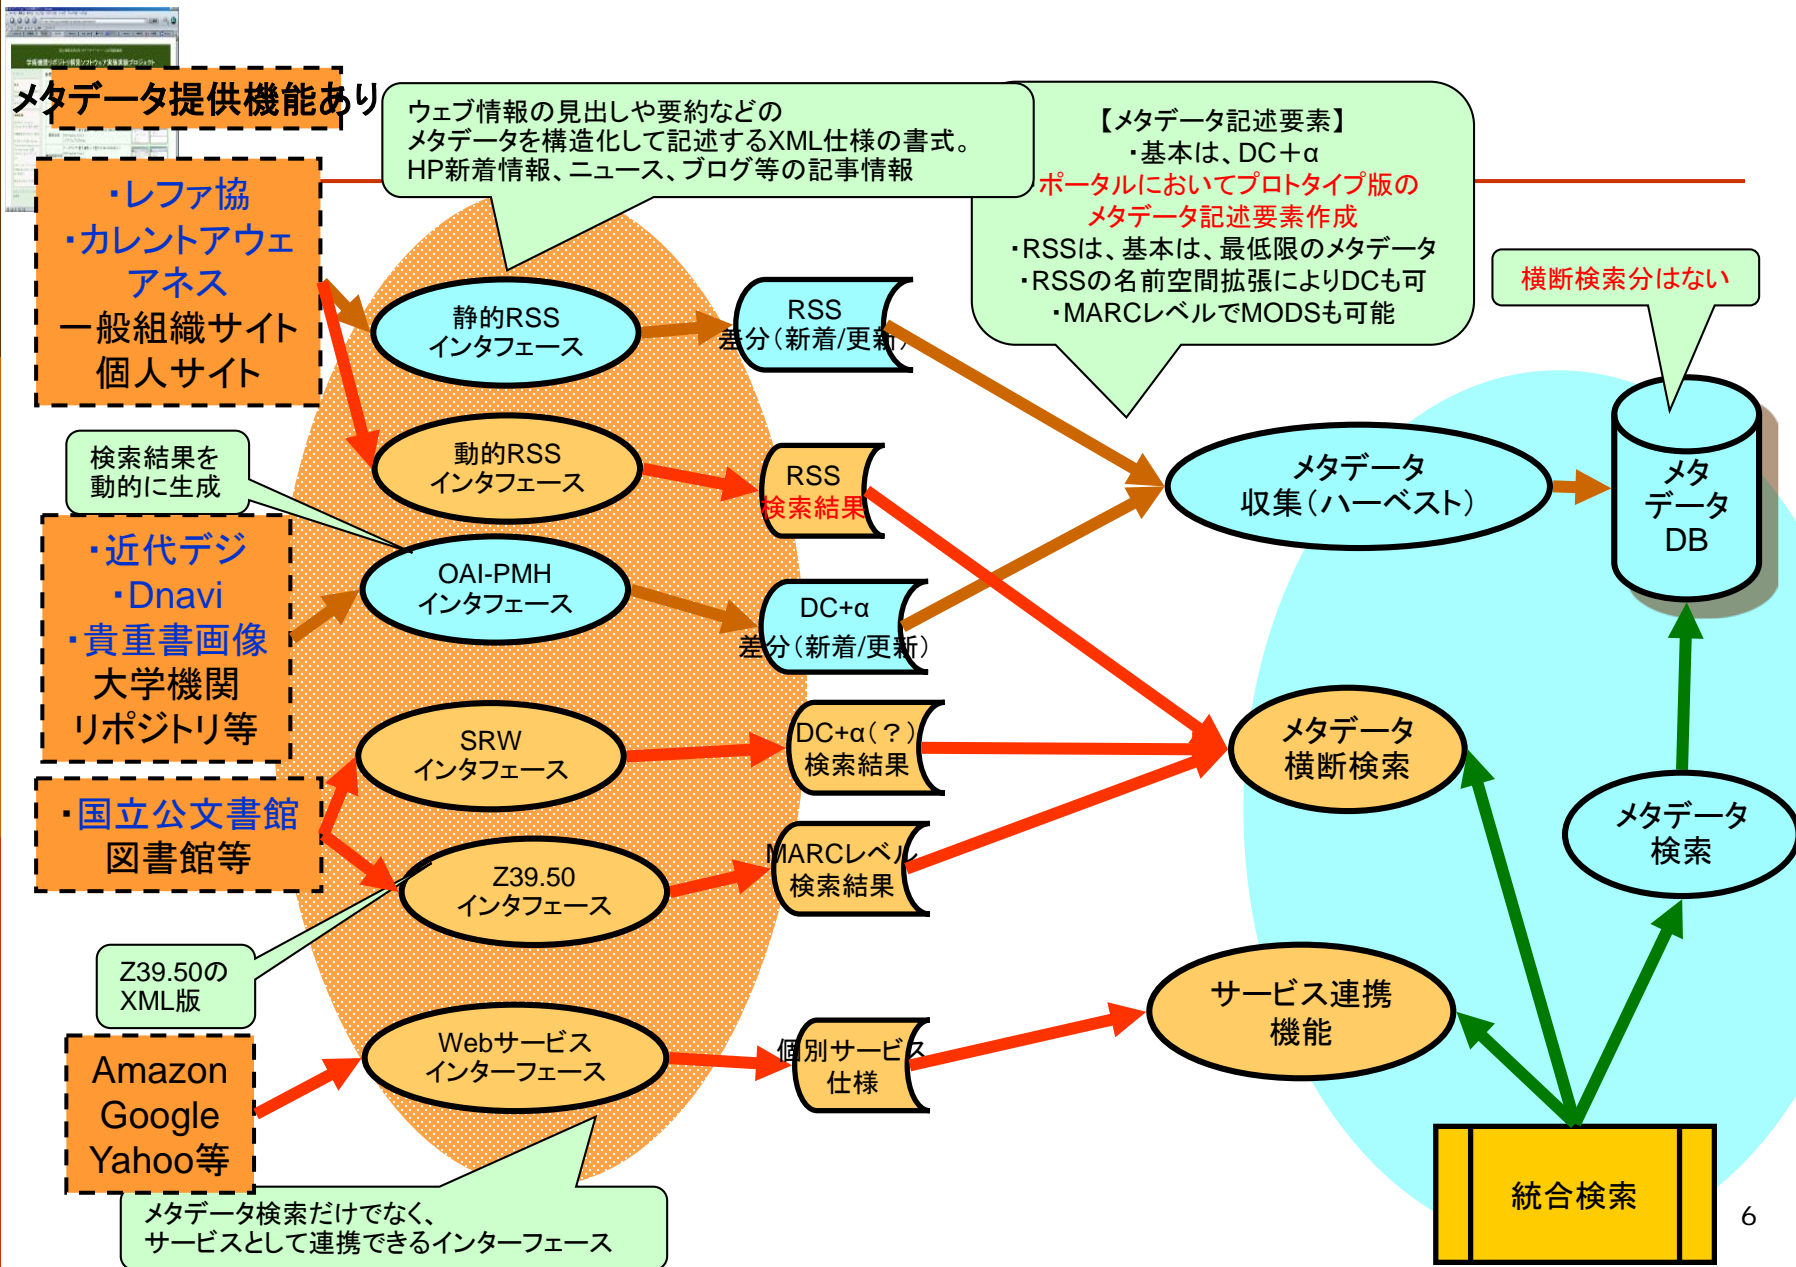 メタデータ提供機能あり
ウェブ情報の見出しや要約などの
メタデータを構造化して記述するXML仕様の書式。
HP新着情報、ニュース、ブログ等の記事情報
【メタデータ記述要素】
・基本は、DC+α
・ポータルにおいてプロトタイプ版の
メタデータ記述要素作成
・RSSは、基本は、最低限のメタデータ
・RSSの名前空間拡張によりDCも可
・MARCレベルでMODSも可能
横断検索分はない
・レファ協
・カレントアウェ
アネス
一般組織サイト
個人サイト
静的RSS
インタフェース
RSS
差分(新着/更新)
検索結果を
動的に生成
動的RSS
インタフェース
RSS
検索結果
メタデータ
収集(ハーベスト)
メタ
データ
DB
・近代デジ
・Dnavi
・貴重書画像
大学機関
リポジトリ等
OAI-PMH
インタフェース
DC+α
差分(新着/更新)
SRW
インタフェース
DC+α(?)
検索結果
メタデータ
横断検索
・国立公文書館
図書館等
Z39.50
インタフェース
MARCレベル
検索結果
メタデータ
検索
Z39.50の
XML版
Webサービス
インターフェース
個別サービス
仕様
サービス連携
機能
Amazon
Google
Yahoo等
メタデータ検索だけでなく、
サービスとして連携できるインターフェース
統合検索
6